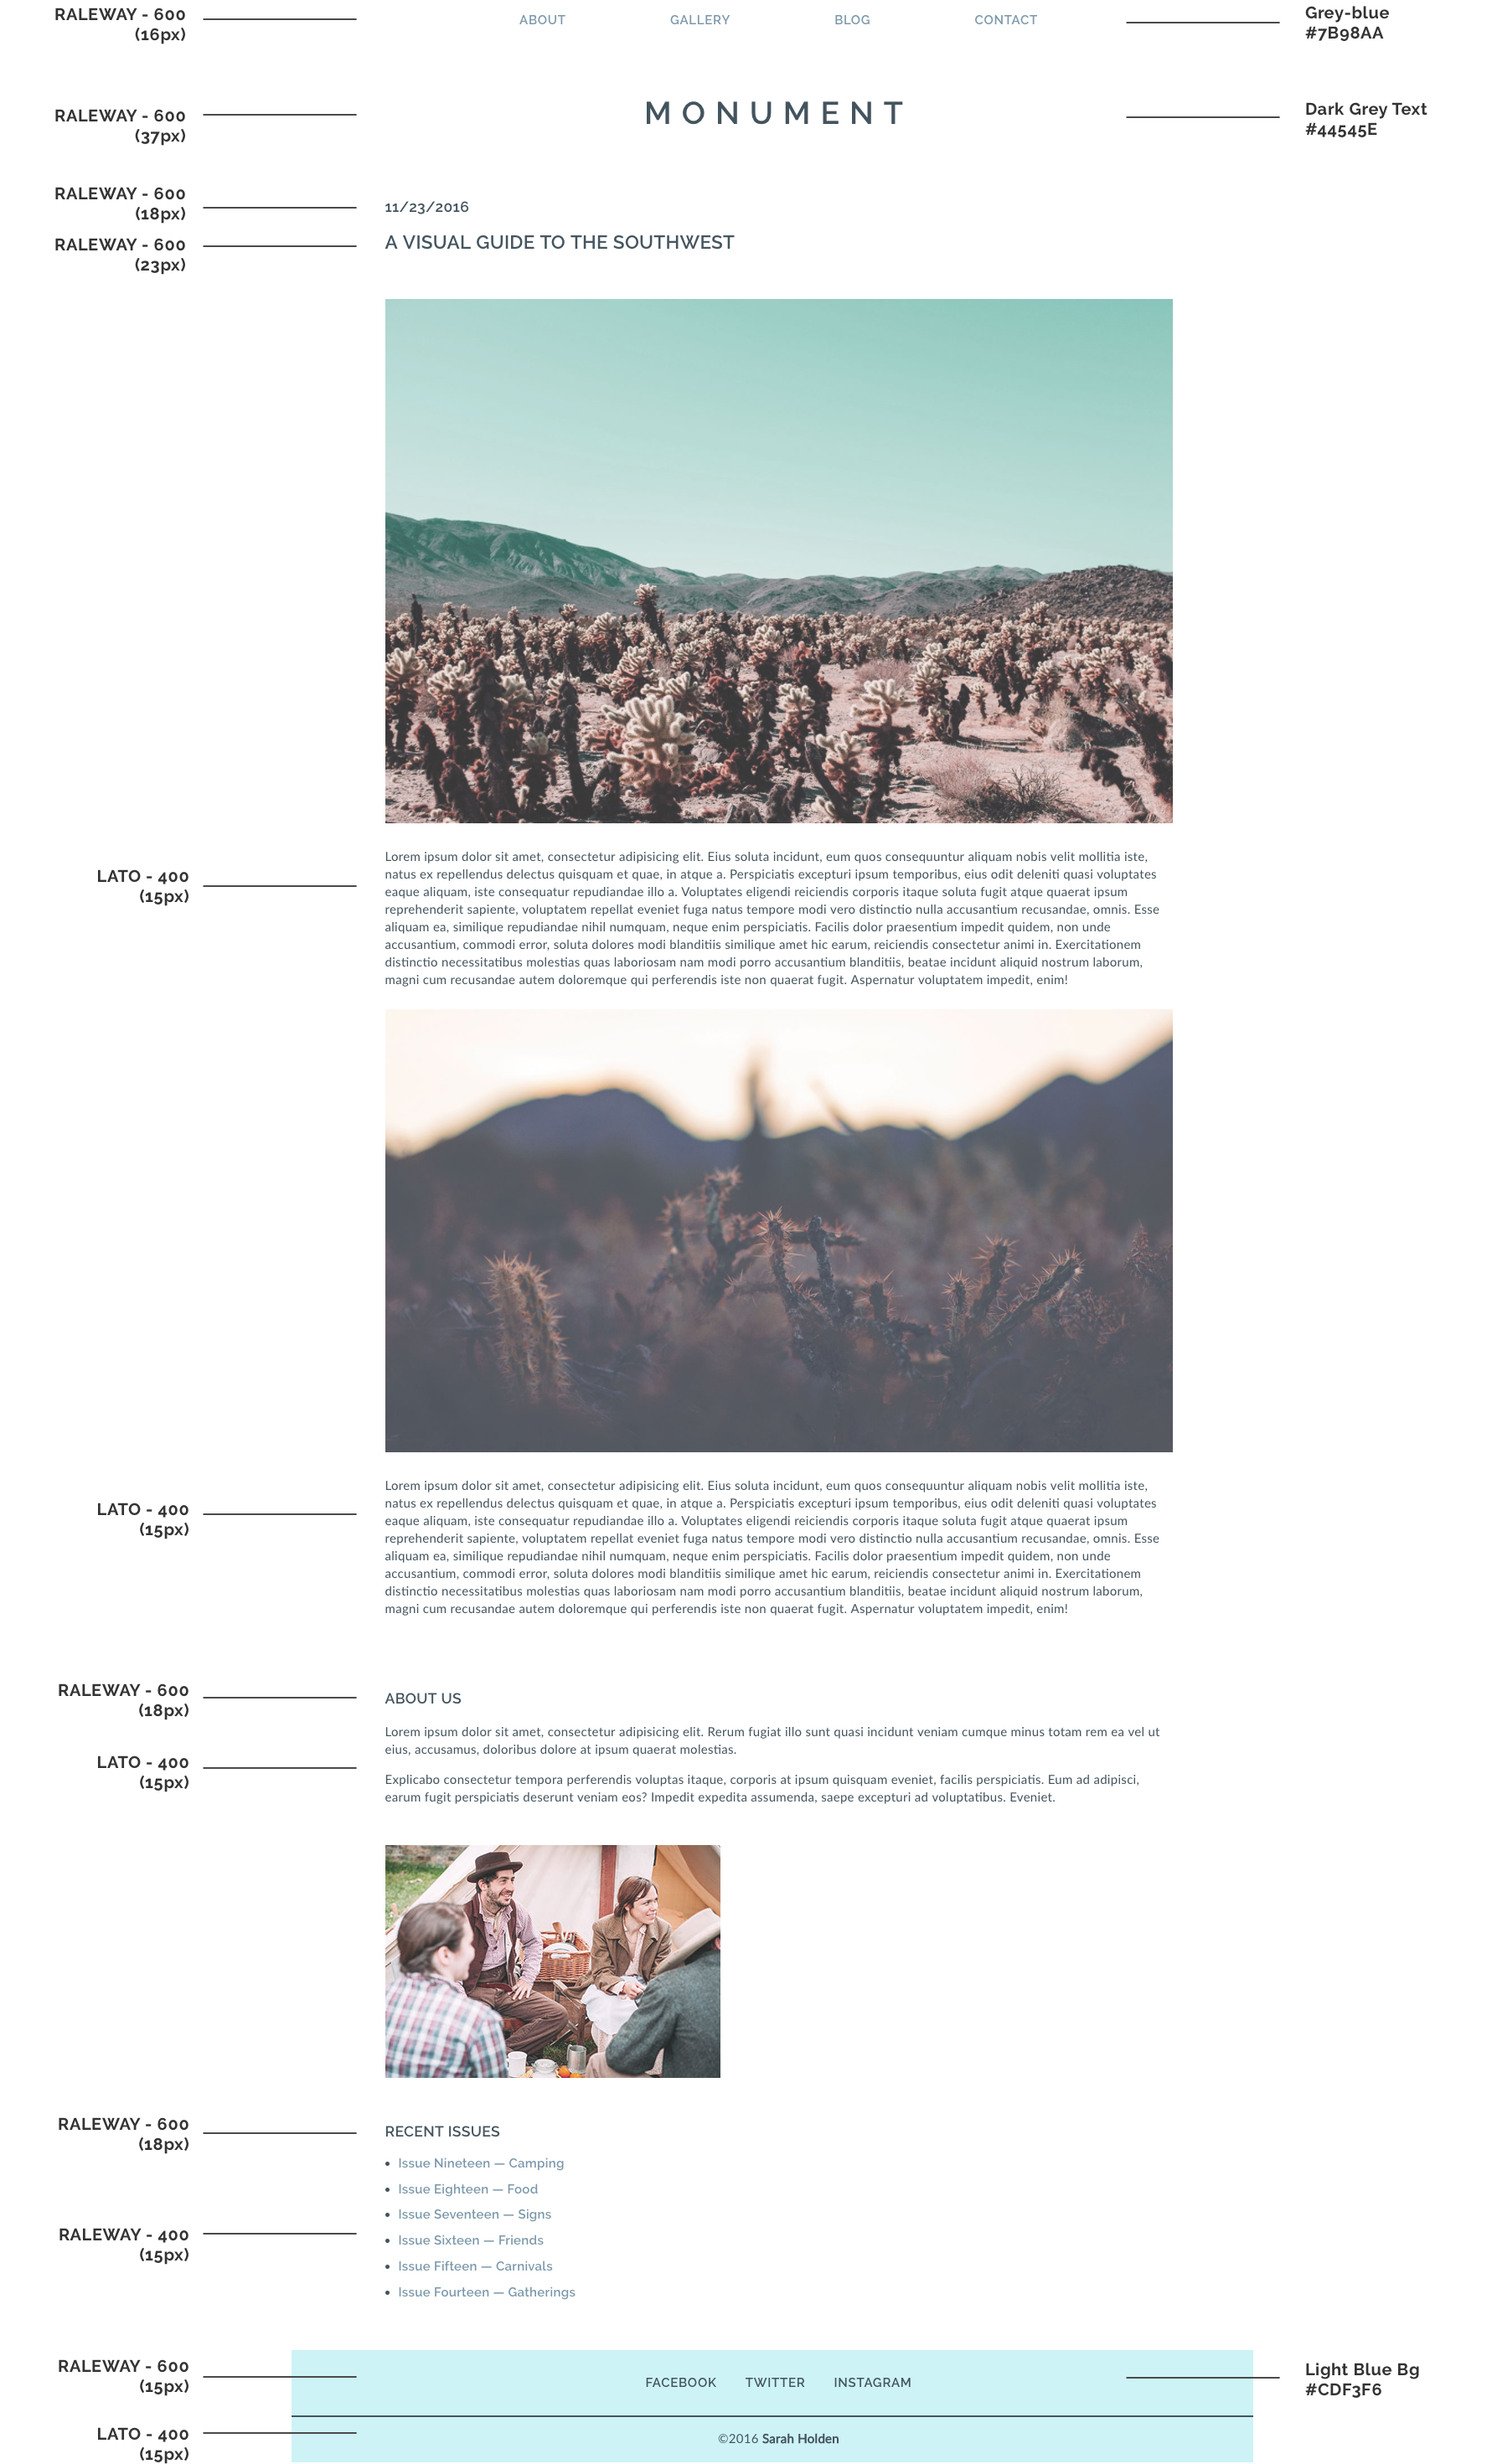 RALEWAY - 600
(16px)
ABOUT GALLERY BLOG CONTACT
Grey-blue
#7B98AA
RALEWAY - 600
(37px)
MONUMENT
Dark Grey Text
#44545E
RALEWAY - 600
(18px)
11/23/2016
RALEWAY - 600
(23px)
A VISUAL GUIDE TO THE SOUTHWEST
LATO - 400
(15px)
Lorem ipsum dolor sit amet, consectetur adipisicing elit. Eius soluta incidunt, eum quos consequuntur aliquam nobis velit mollitia iste,
natus ex repellendus delectus quisquam et quae, in atque a. Perspiciatis excepturi ipsum temporibus, eius odit deleniti quasi voluptates
eaque aliquam, iste consequatur repudiandae illo a. Voluptates eligendi reiciendis corporis itaque soluta fugit atque quaerat ipsum
reprehenderit sapiente, voluptatem repellat eveniet fuga natus tempore modi vero distinctio nulla accusantium recusandae, omnis. Esse
aliquam ea, similique repudiandae nihil numquam, neque enim perspiciatis. Facilis dolor praesentium impedit quidem, non unde
accusantium, commodi error, soluta dolores modi blanditiis similique amet hic earum, reiciendis consectetur animi in. Exercitationem
distinctio necessitatibus molestias quas laboriosam nam modi porro accusantium blanditiis, beatae incidunt aliquid nostrum laborum,
magni cum recusandae autem doloremque qui perferendis iste non quaerat fugit. Aspernatur voluptatem impedit, enim!
LATO - 400
(15px)
Lorem ipsum dolor sit amet, consectetur adipisicing elit. Eius soluta incidunt, eum quos consequuntur aliquam nobis velit mollitia iste,
natus ex repellendus delectus quisquam et quae, in atque a. Perspiciatis excepturi ipsum temporibus, eius odit deleniti quasi voluptates
eaque aliquam, iste consequatur repudiandae illo a. Voluptates eligendi reiciendis corporis itaque soluta fugit atque quaerat ipsum
reprehenderit sapiente, voluptatem repellat eveniet fuga natus tempore modi vero distinctio nulla accusantium recusandae, omnis. Esse
aliquam ea, similique repudiandae nihil numquam, neque enim perspiciatis. Facilis dolor praesentium impedit quidem, non unde
accusantium, commodi error, soluta dolores modi blanditiis similique amet hic earum, reiciendis consectetur animi in. Exercitationem
distinctio necessitatibus molestias quas laboriosam nam modi porro accusantium blanditiis, beatae incidunt aliquid nostrum laborum,
magni cum recusandae autem doloremque qui perferendis iste non quaerat fugit. Aspernatur voluptatem impedit, enim!
RALEWAY - 600
(18px)
ABOUT US
LATO - 400
(15px)
Lorem ipsum dolor sit amet, consectetur adipisicing elit. Rerum fugiat illo sunt quasi incidunt veniam cumque minus totam rem ea vel ut
eius, accusamus, doloribus dolore at ipsum quaerat molestias.
Explicabo consectetur tempora perferendis voluptas itaque, corporis at ipsum quisquam eveniet, facilis perspiciatis. Eum ad adipisci,
earum fugit perspiciatis deserunt veniam eos? Impedit expedita assumenda, saepe excepturi ad voluptatibus. Eveniet.
RALEWAY - 600
(18px)
RECENT ISSUES
RALEWAY - 400
(15px)
• Issue Nineteen — Camping
• Issue Eighteen — Food
• Issue Seventeen — Signs
• Issue Sixteen — Friends
• Issue Fifteen — Carnivals
• Issue Fourteen — Gatherings
RALEWAY - 600
(15px)
FACEBOOK TWITTER INSTAGRAM
Light Blue Bg
#CDF3F6
LATO - 400
(15px)
©2016 Sarah Holden